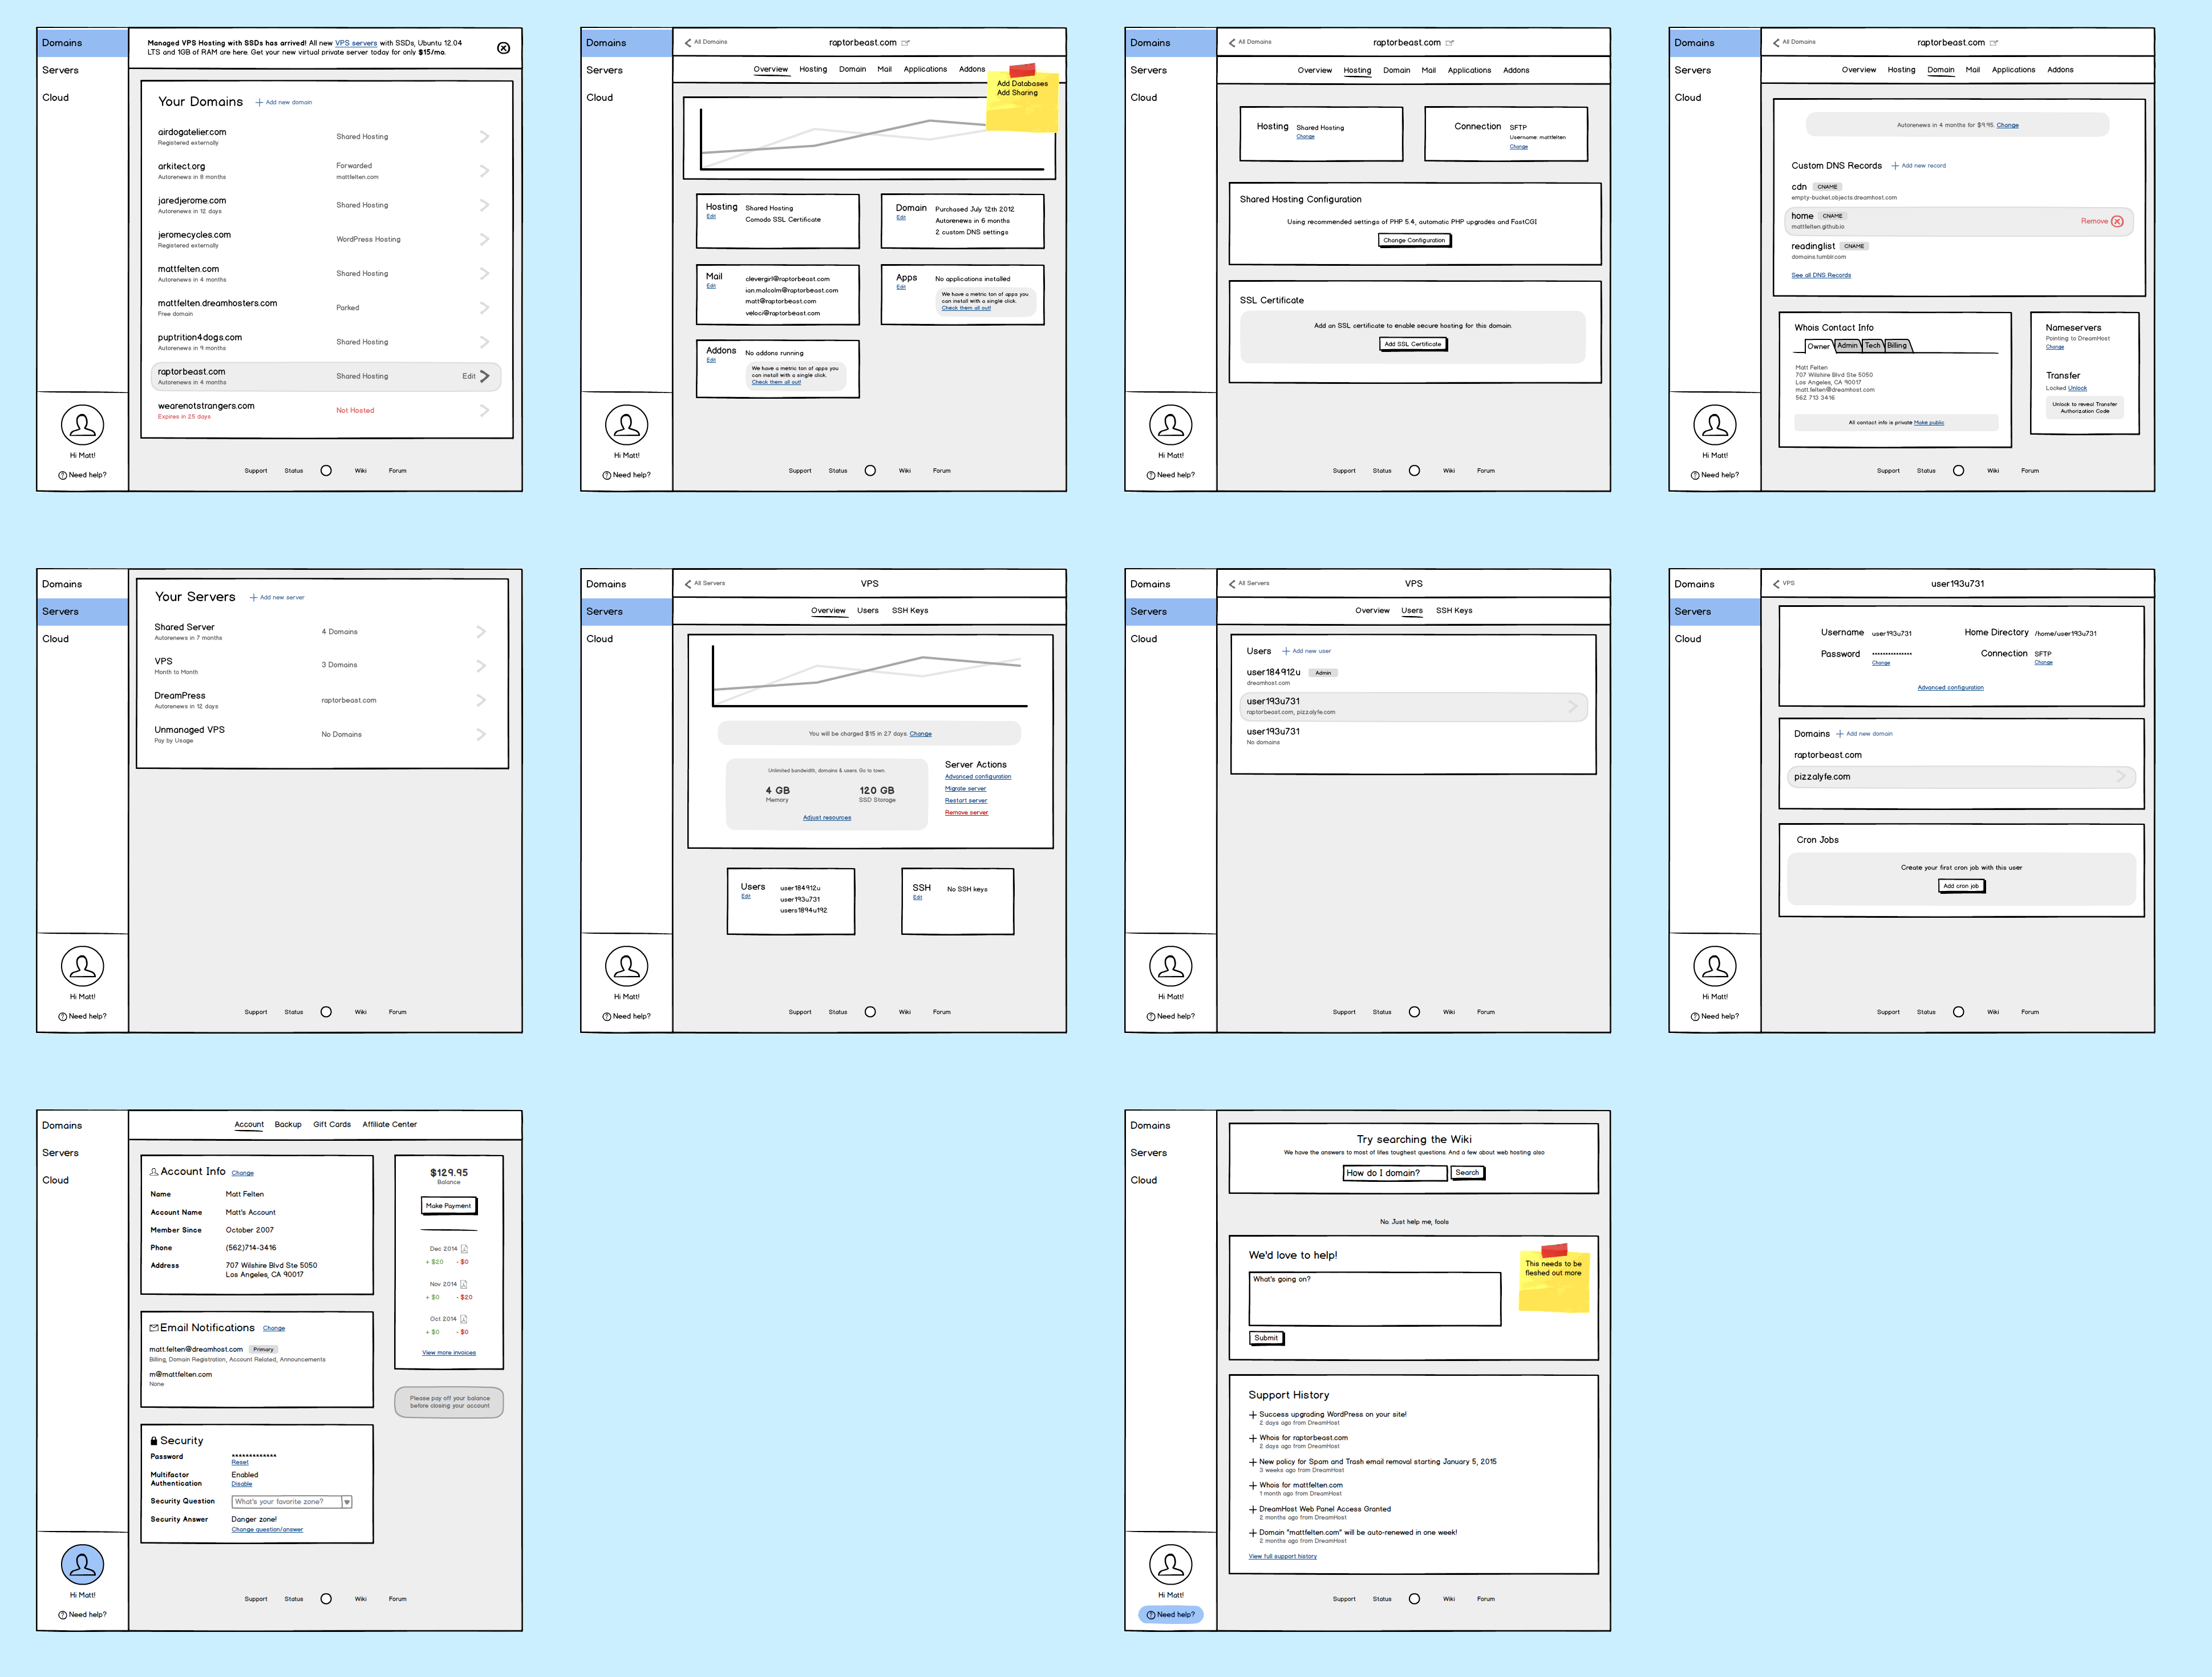 Domains
Servers
Cloud
Managed VPS Hosting with SSDs has arrived! All new VPS servers with SSDs, Ubuntu 12.04
LTS and 1GB of RAM are here. Get your new virtual private server today for only $15/mo.
Your Domains + Add new domain
airdogatelier.com
Registered externally
Shared Hosting
arkitect.org
Autorenews in 8 months
Forwarded
mattfelten.com
jaredjerome.com
Autorenews in 12 days
Shared Hosting
jeromecycles.com
Registered externally
WordPress Hosting
mattfelten.com
Autorenews in 4 months
Shared Hosting
mattfelten.dreamhosters.com
Free domain
Parked
puptrition4dogs.com
Autorenews in 9 months
Shared Hosting
raptorbeast.com
Autorenews in 4 months
Shared Hosting
Edit
wearenotstrangers.com
Expires in 25 days
Not Hosted
Hi Matt!
? Need help?
Support Status Wiki Forum
Domains
Servers
Cloud
All Domains
raptorbeast.com
Overview Hosting Domain Mail Applications Addons
Add Databases
Add Sharing
Hosting
Edit
Shared Hosting
Comodo SSL Certificate
Domain
Edit
Purchased July 12th 2012
Autorenews in 6 months
2 custom DNS settings
Mail
Edit
clevergirl@raptorbeast.com
ian.malcolm@raptorbeast.com
matt@raptorbeast.com
veloci@raptorbeast.com
Apps
Edit
No applications installed
We have a metric ton of apps you
can install with a single click.
Check them all out!
Addons
Edit
No addons running
We have a metric ton of apps you
can install with a single click.
Check them all out!
Hi Matt!
? Need help?
Support Status Wiki Forum
Domains
Servers
Cloud
All Domains
raptorbeast.com
Overview Hosting Domain Mail Applications Addons
Hosting
Shared Hosting
Change
Connection
SFTP
Username: mattfelten
Change
Shared Hosting Configuration
Using recommended settings of PHP 5.4, automatic PHP upgrades and FastCGI
Change Configuration
SSL Certificate
Add an SSL certificate to enable secure hosting for this domain.
Add SSL Certificate
Hi Matt!
? Need help?
Support Status Wiki Forum
Domains
Servers
Cloud
All Domains
raptorbeast.com
Overview Hosting Domain Mail Applications Addons
Autorenews in 4 months for $9.95. Change
Custom DNS Records + Add new record
cdn CNAME
empty-bucket.objects.dreamhost.com
home CNAME
mattfelten.github.io
Remove
readinglist CNAME
domains.tumblr.com
See all DNS Records
Whois Contact Info
Owner Admin Tech Billing
Matt Felten
707 Wilshire Blvd Ste 5050
Los Angeles, CA 90017
matt.felten@dreamhost.com
562 713 3416
All contact info is private Make public
Nameservers
Pointing to DreamHost
Change
Transfer
Locked Unlock
Unlock to reveal Transfer
Authorization Code
Hi Matt!
? Need help?
Support Status Wiki Forum
Domains
Servers
Cloud
Your Servers + Add new server
Shared Server
Autorenews in 7 months
4 Domains
VPS
Month to Month
3 Domains
DreamPress
Autorenews in 12 days
raptorbeast.com
Unmanaged VPS
Pay by Usage
No Domains
Hi Matt!
? Need help?
Support Status Wiki Forum
Domains
Servers
Cloud
All Servers
VPS
Overview Users SSH Keys
You will be charged $15 in 27 days. Change
Unlimited bandwidth, domains & users. Go to town.
4 GB
Memory
120 GB
SSD Storage
Adjust resources
Server Actions
Advanced configuration
Migrate server
Restart server
Remove server
Users
Edit
user184912u
user193u731
users1894u192
SSH
Edit
No SSH keys
Hi Matt!
? Need help?
Support Status Wiki Forum
Domains
Servers
Cloud
All Servers
VPS
Overview Users SSH Keys
Users + Add new user
user184912u Admin
dreamhost.com
user193u731
raptorbeast.com, pizzalyfe.com
user193u731
No domains
Hi Matt!
? Need help?
Support Status Wiki Forum
Domains
Servers
Cloud
VPS
user193u731
Username user193u731
Password ***************
Change
Home Directory /home/user193u731
Connection SFTP
Change
Advanced configuration
Domains + Add new domain
raptorbeast.com
pizzalyfe.com
Cron Jobs
Create your first cron job with this user
Add cron job
Hi Matt!
? Need help?
Support Status Wiki Forum
Domains
Servers
Cloud
Account Backup Gift Cards Affiliate Center
Account Info Change
Name Matt Felten
Account Name Matt's Account
Member Since October 2007
Phone (562)714-3416
Address 707 Wilshire Blvd Ste 5050
Los Angeles, CA 90017
$129.95
Balance
Make Payment
Dec 2014
+ $20 - $0
Nov 2014
+ $0 - $20
Oct 2014
+ $0 - $0
View more invoices
Please pay off your balance
before closing your account
Email Notifications Change
matt.felten@dreamhost.com Primary
Billing, Domain Registration, Account Related, Announcements
m@mattfelten.com
None
Security
Password *************
Reset
Multifactor
Authentication
Enabled
Disable
Security Question What's your favorite zone?
Security Answer Danger zone!
Change question/answer
Hi Matt!
? Need help?
Support Status Wiki Forum
Domains
Servers
Cloud
Try searching the Wiki
We have the answers to most of lifes toughest questions. And a few about web hosting also
How do I domain? Search
No. Just help me, fools
We'd love to help!
What's going on?
Submit
This needs to be
fleshed out more
Support History
+ Success upgrading WordPress on your site!
2 days ago from DreamHost
+ Whois for raptorbeast.com
2 days ago from DreamHost
+ New policy for Spam and Trash email removal starting January 5, 2015
3 weeks ago from DreamHost
+ Whois for mattfelten.com
1 month ago from DreamHost
+ DreamHost Web Panel Access Granted
2 months ago from DreamHost
+ Domain "mattfelten.com" will be auto-renewed in one week!
2 months ago from DreamHost
View full support history
Hi Matt!
? Need help?
Support Status Wiki Forum